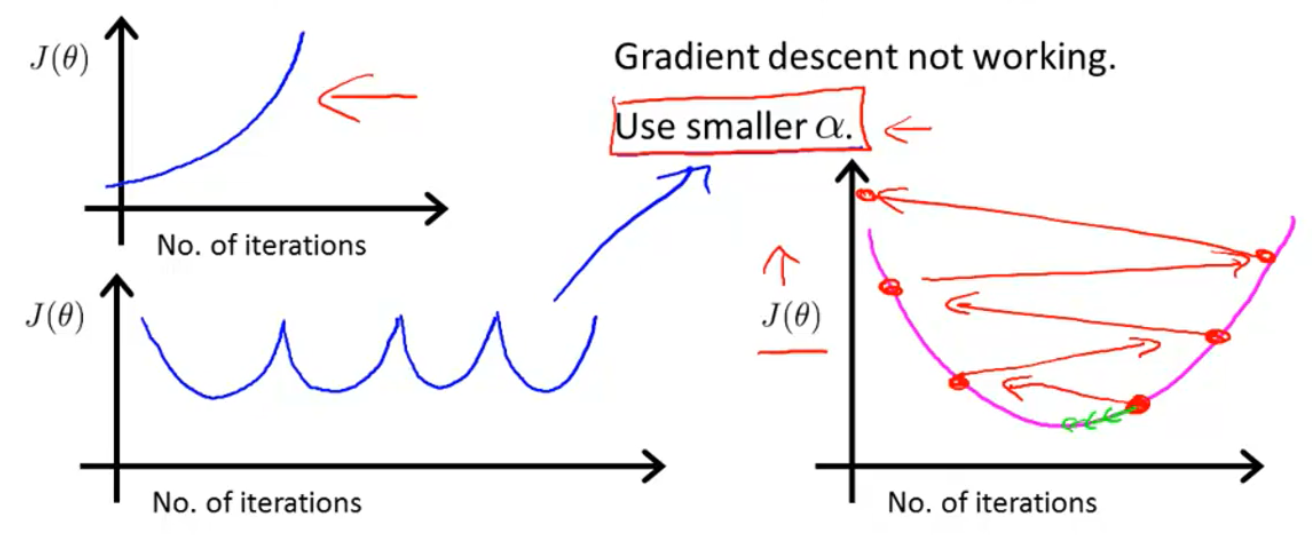 J(θ)
No. of iterations
Gradient descent not working.
Use smaller α.
J(θ)
No. of iterations
J(θ)
No. of iterations